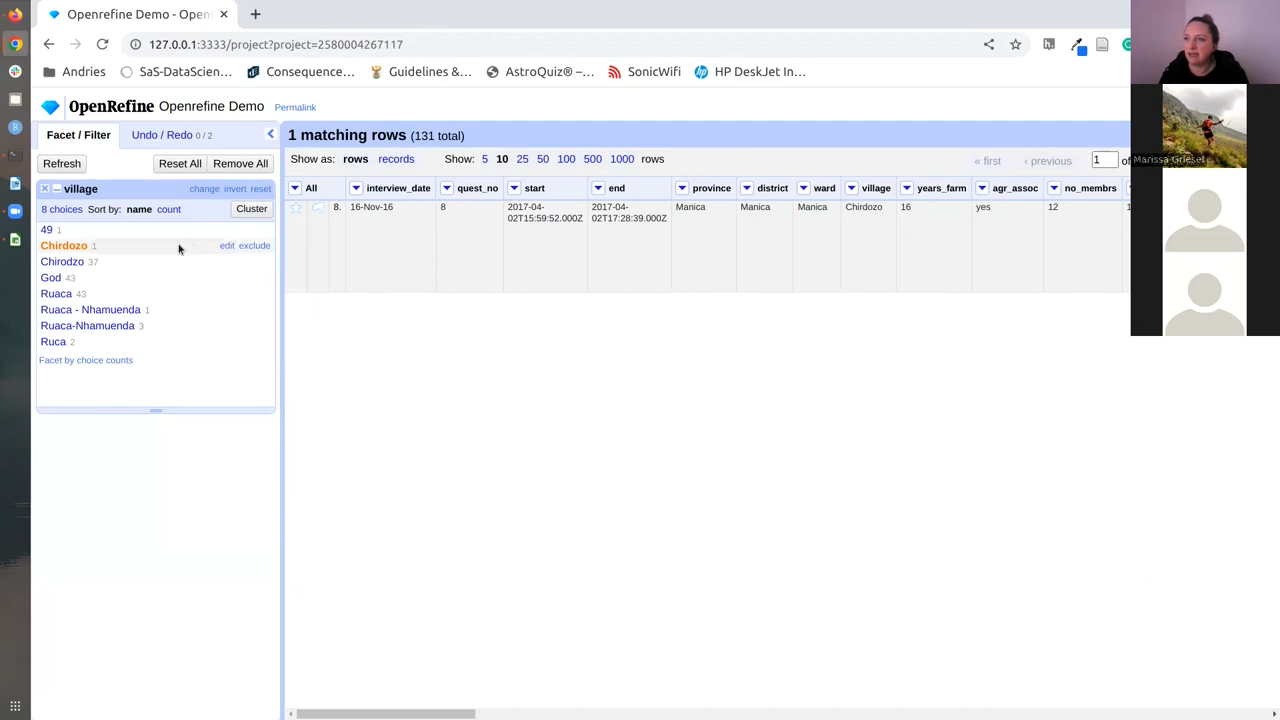 Openrefine Demo - OpenR
127.0.0.1:3333/project?project=2580004267117
Andries SaS-DataScien... Consequence... Guidelines &... AstroQuiz® –... SonicWifi HP DeskJet In...
OpenRefine Openrefine Demo Permalink
Facet / Filter Undo / Redo 0 / 2
1 matching rows (131 total)
Refresh Reset All Remove All
Show as: rows records Show: 5 10 25 50 100 500 1000 rows « first ‹ previous 1 of
village change invert reset
8 choices Sort by: name count Cluster
49 1
Chirdozo 1 edit exclude
Chirodzo 37
God 43
Ruaca 43
Ruaca - Nhamuenda 1
Ruaca-Nhamuenda 3
Ruca 2
Facet by choice counts
All interview_date quest_no start end province district ward village years_farm agr_assoc no_membrs
8. 16-Nov-16 8 2017-04-02T15:59:52.000Z 2017-04-02T17:28:39.000Z Manica Manica Manica Chirdozo 16 yes 12 1
Marissa Griesel